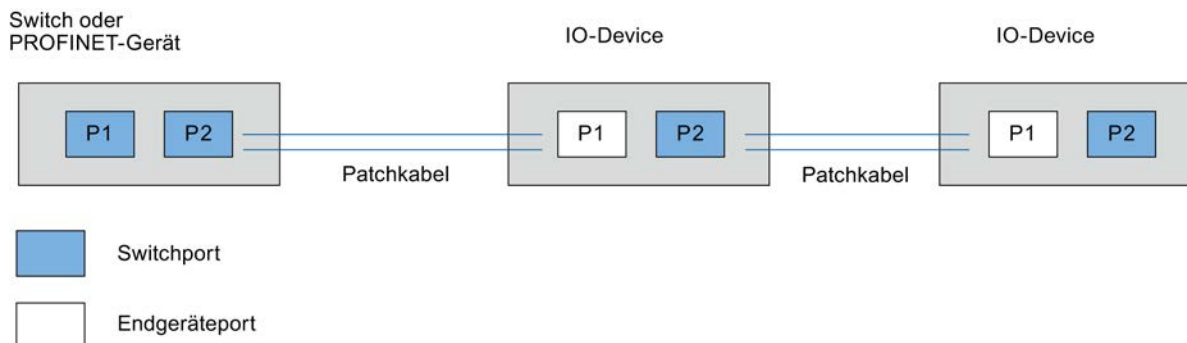 Switch oder
PROFINET-Gerät
IO-Device
IO-Device
P1
P2
P1
P2
P1
P2
Patchkabel
Patchkabel
Switchport
Endgeräteport